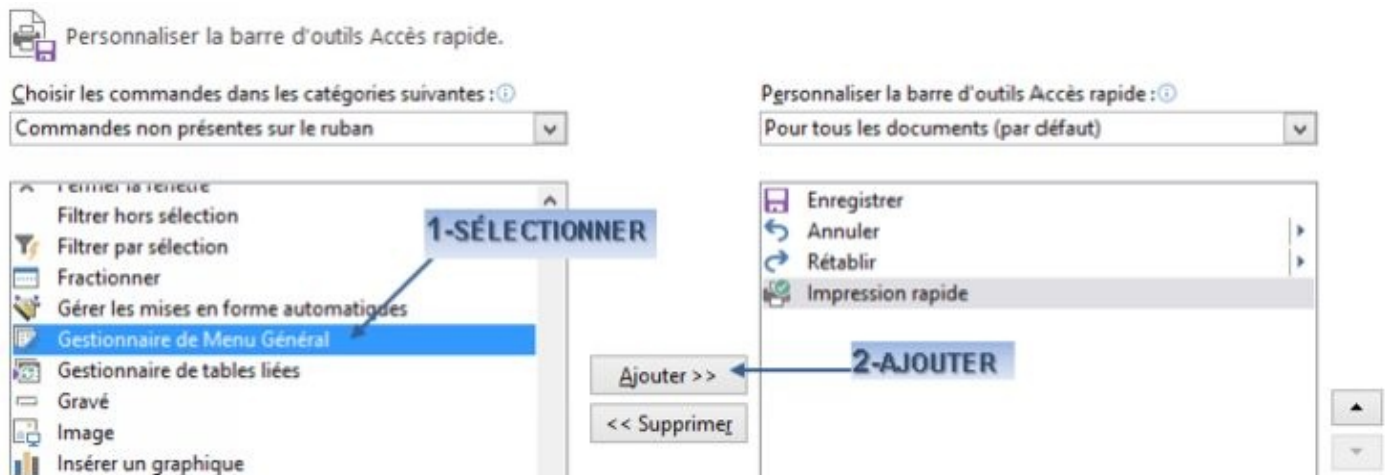 Personnaliser la barre d'outils Accès rapide.
Choisir les commandes dans les catégories suivantes :
Commandes non présentes sur le ruban
Fermer la fenêtre
Filtrer hors sélection
Filtrer par sélection
Fractionner
Gérer les mises en forme automatiques
Gestionnaire de Menu Général
Gestionnaire de tables liées
Gravé
Image
Insérer un graphique
1-SÉLECTIONNER
Ajouter >>
<< Supprimer
2-AJOUTER
Personnaliser la barre d'outils Accès rapide :
Pour tous les documents (par défaut)
Enregistrer
Annuler
Rétablir
Impression rapide